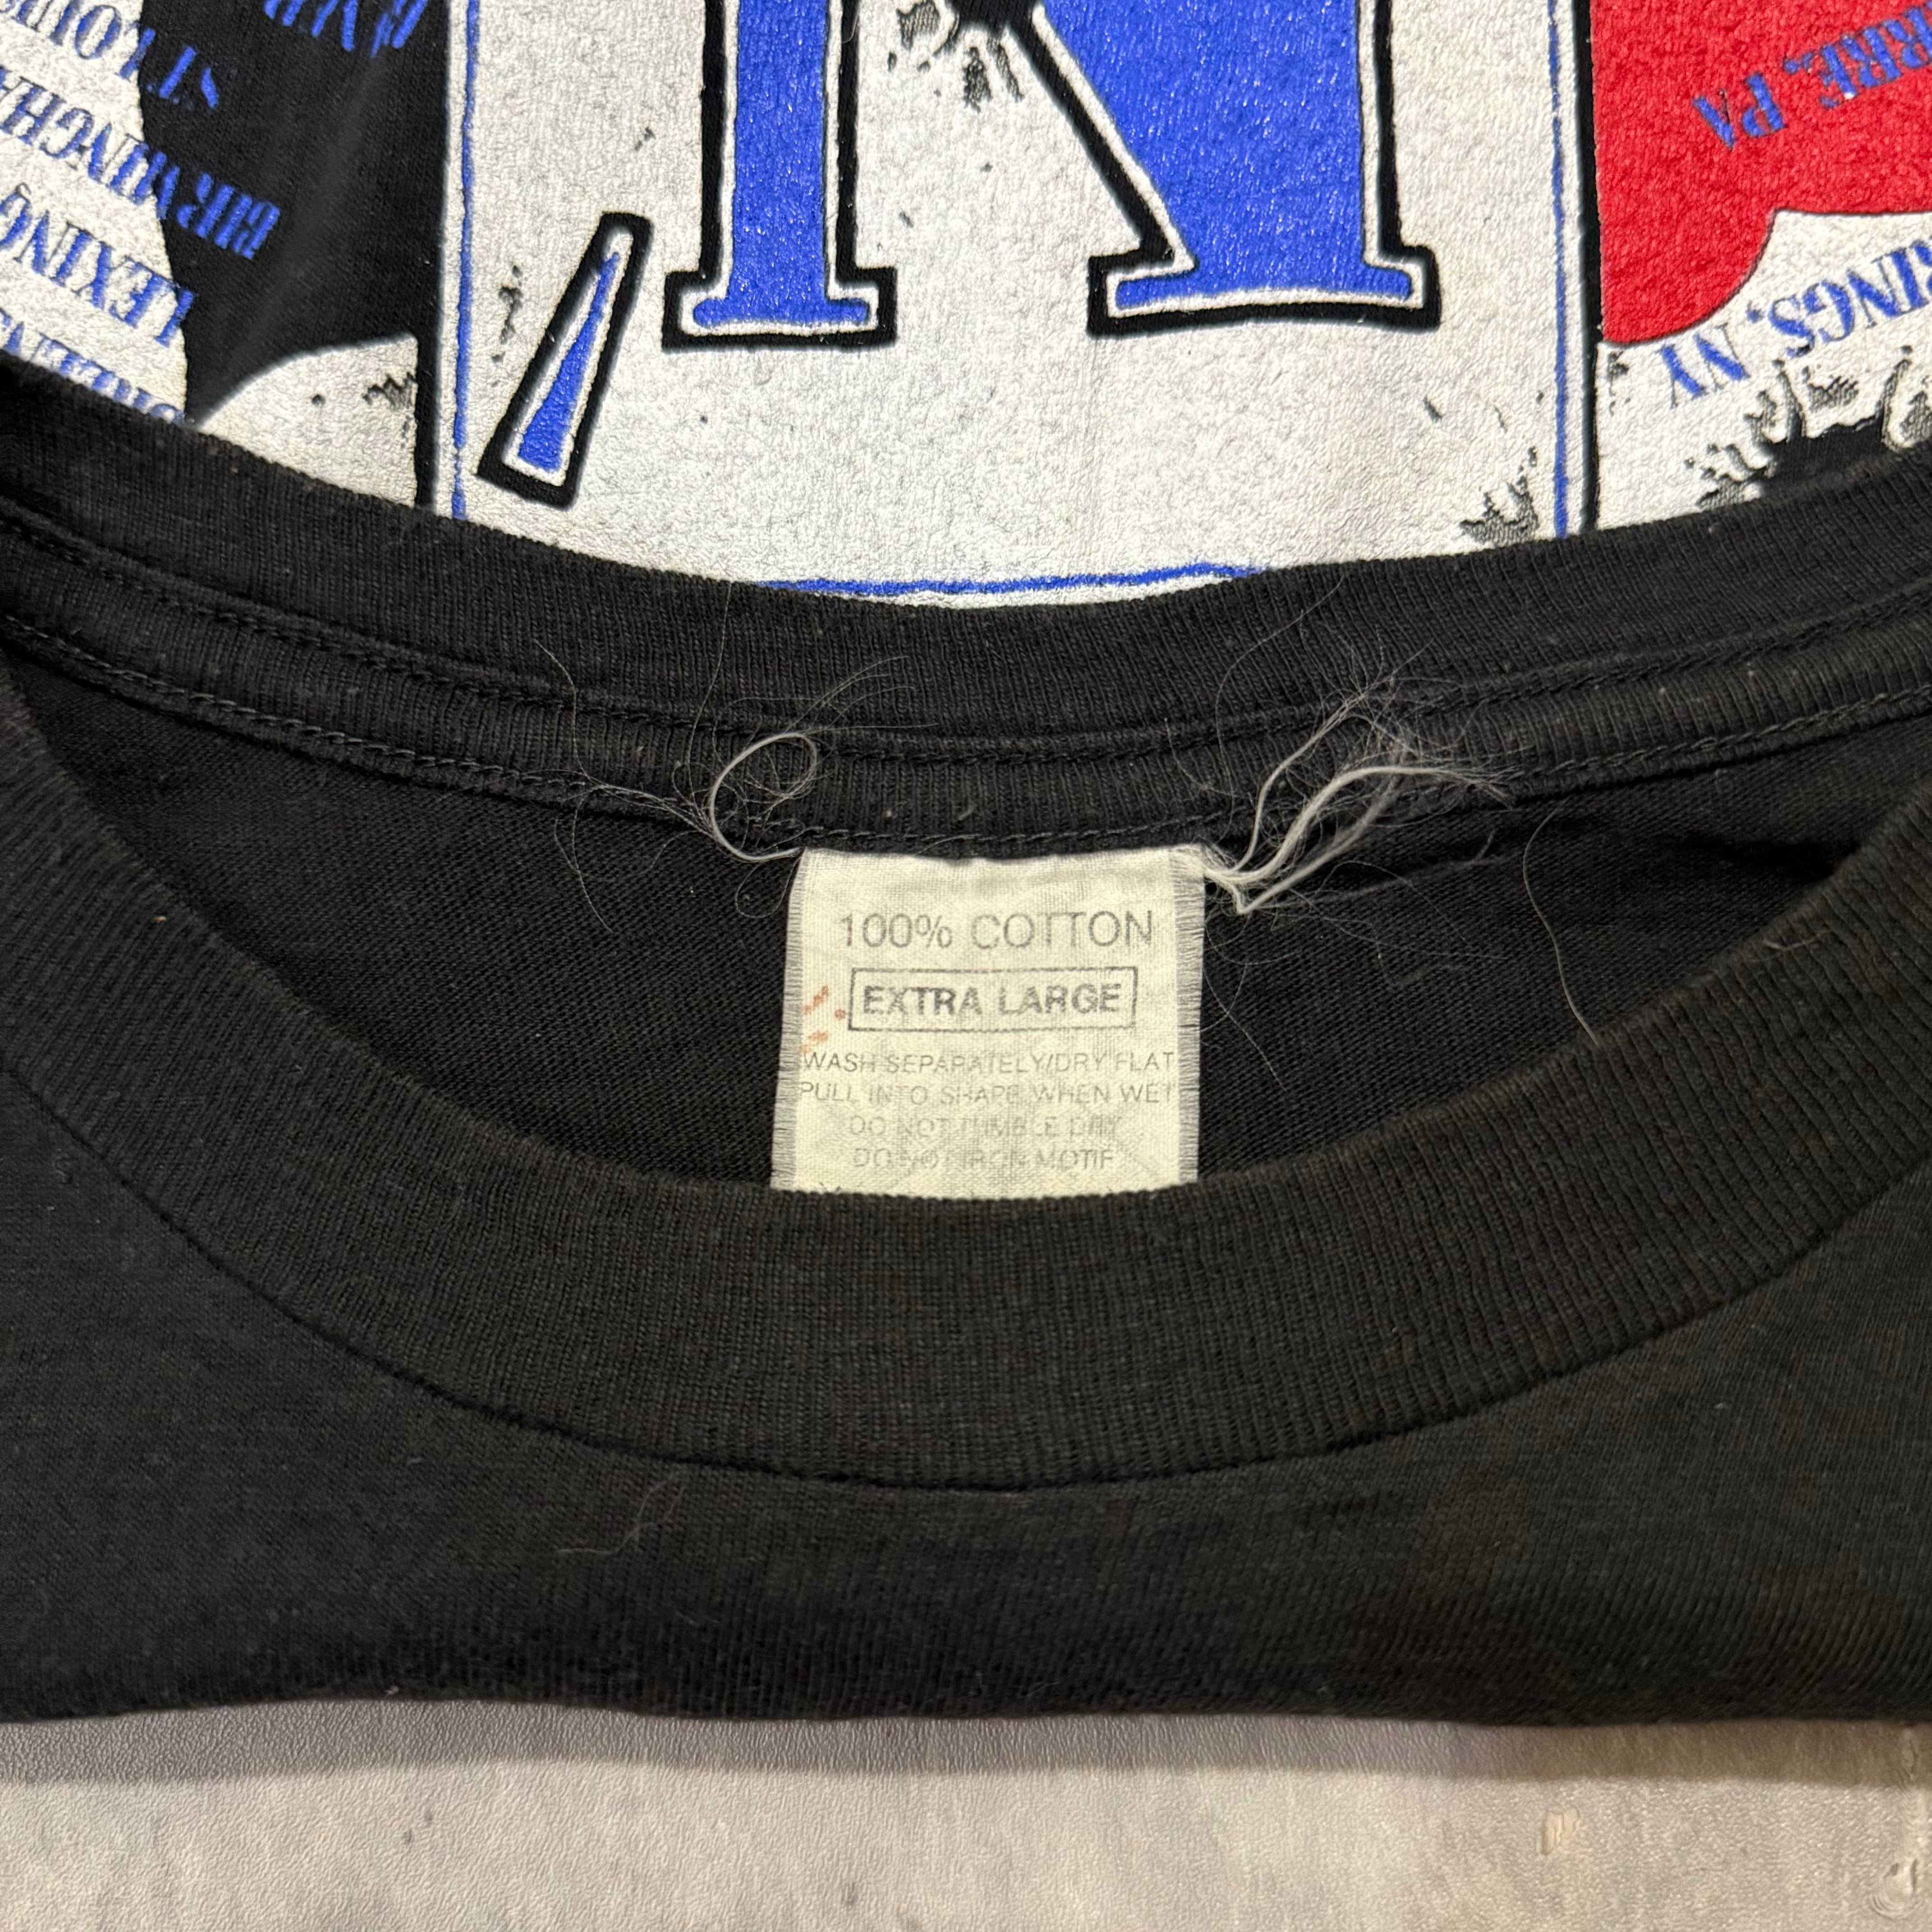 ST LOUIS
BIRMINGHA
LEXING
RRE, PA
INGS, NY
R
100% COTTON
EXTRA LARGE
WASH SEPARATELY/DRY FLAT
PULL INTO SHAPE WHEN WET
DO NOT TUMBLE DRY
DO NOT IRON MOTIF